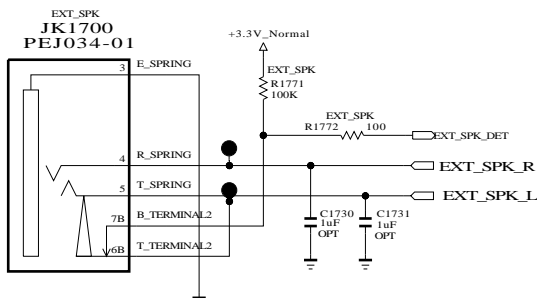 EXT_SPK
JK1700
PEJ034-01
3
E_SPRING
4
R_SPRING
5
T_SPRING
7B
B_TERMINAL2
6B
T_TERMINAL2
+3.3V_Normal
EXT_SPK
R1771
100K
EXT_SPK
R1772
100
EXT_SPK_DET
EXT_SPK_R
EXT_SPK_L
C1730
1uF
OPT
C1731
1uF
OPT